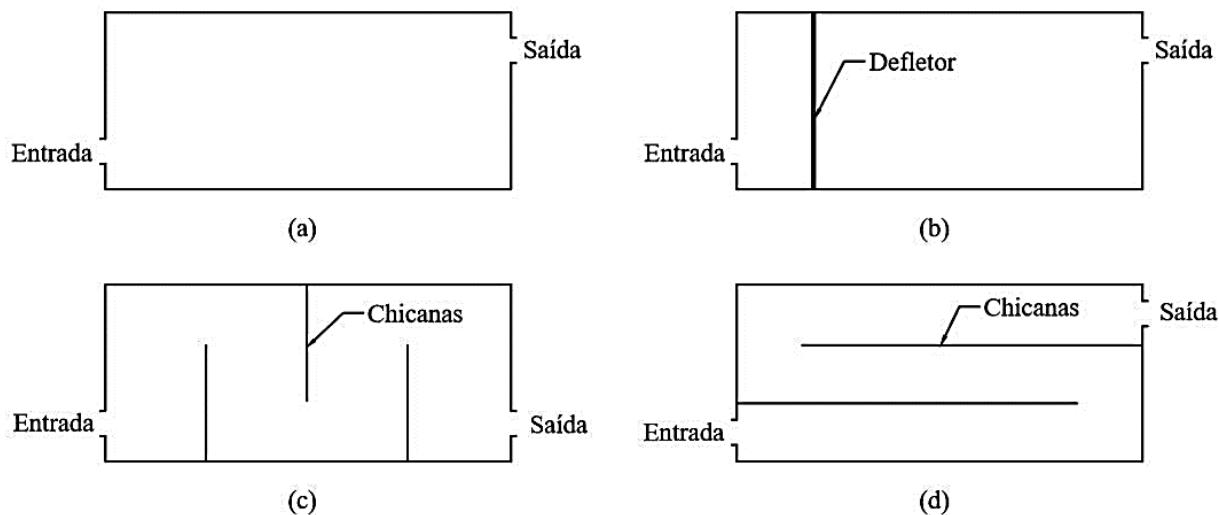 Saída
Entrada
(a)
Saída
Defletor
Entrada
(b)
Chicanas
Entrada
Saída
(c)
Chicanas
Saída
Entrada
(d)